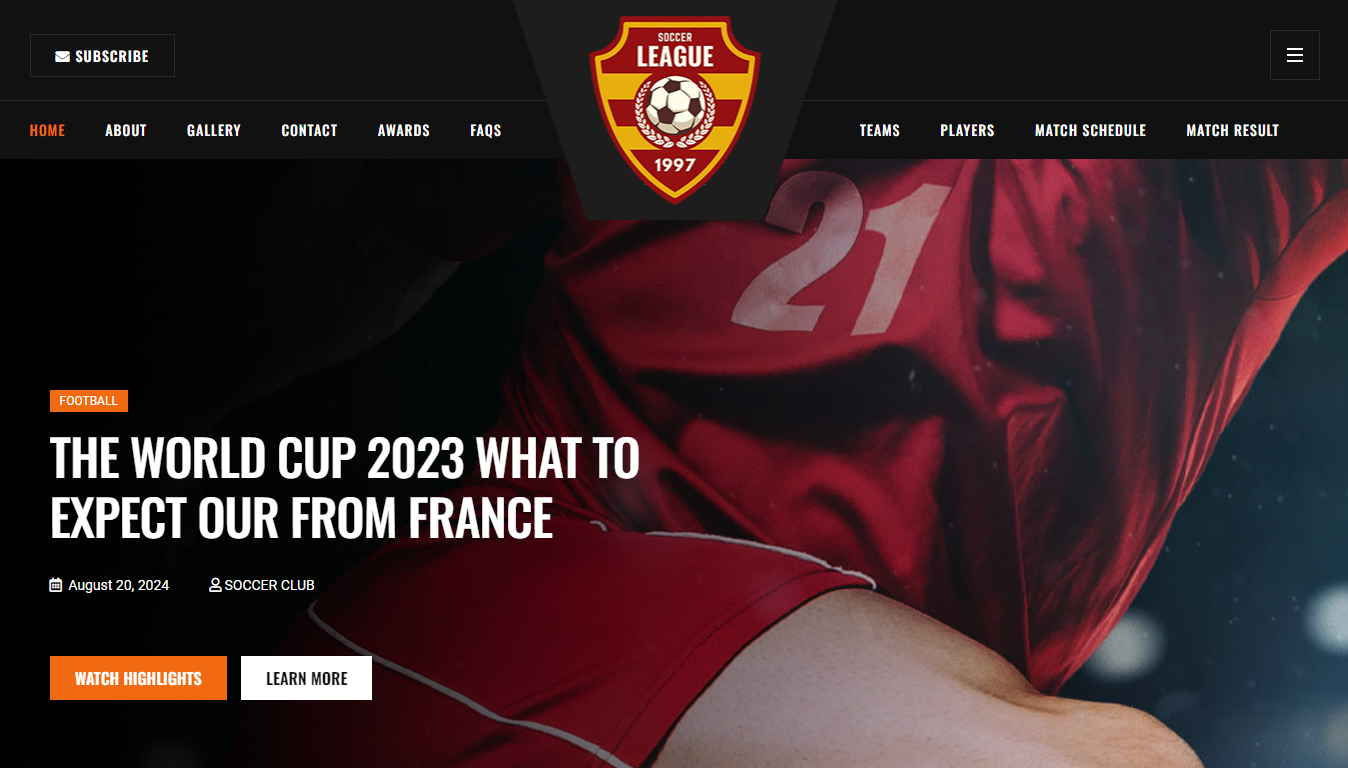 SUBSCRIBE
SOCCER
LEAGUE
1997
HOME ABOUT GALLERY CONTACT AWARDS FAQS TEAMS PLAYERS MATCH SCHEDULE MATCH RESULT
21
FOOTBALL
THE WORLD CUP 2023 WHAT TO
EXPECT OUR FROM FRANCE
August 20, 2024 SOCCER CLUB
WATCH HIGHLIGHTS LEARN MORE